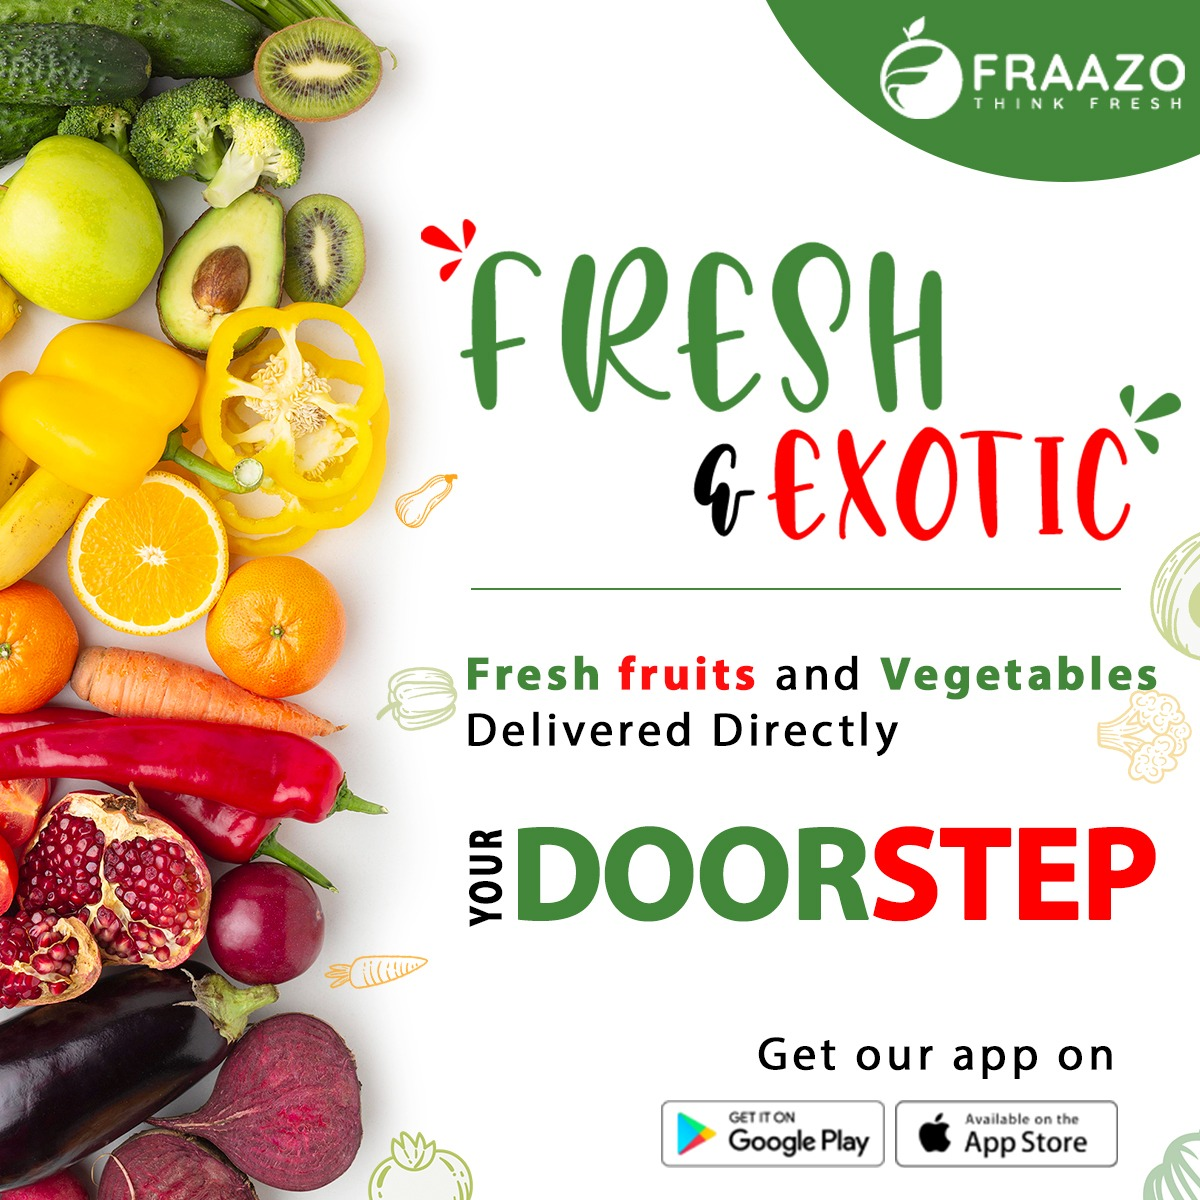 FRAAZO
THINK FRESH
FRESH
& EXOTIC
Fresh fruits and Vegetables
Delivered Directly
YOUR DOORSTEP
Get our app on
GET IT ON
Google Play
Available on the
App Store